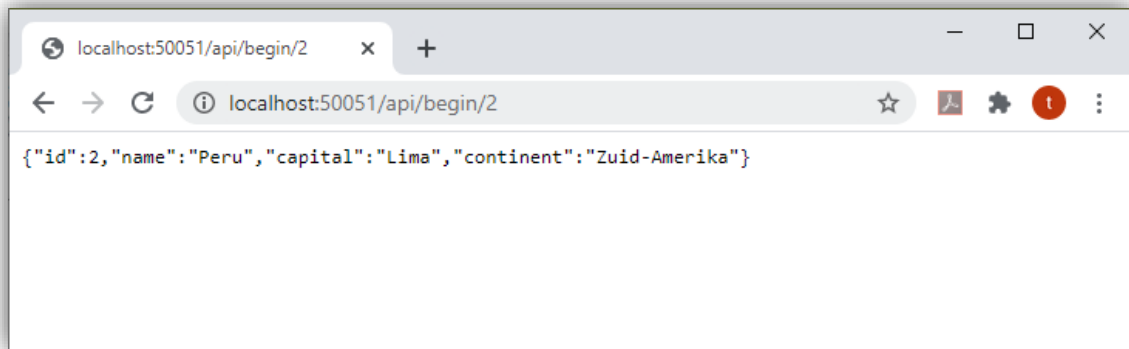 localhost:50051/api/begin/2
localhost:50051/api/begin/2
t
{"id":2,"name":"Peru","capital":"Lima","continent":"Zuid-Amerika"}